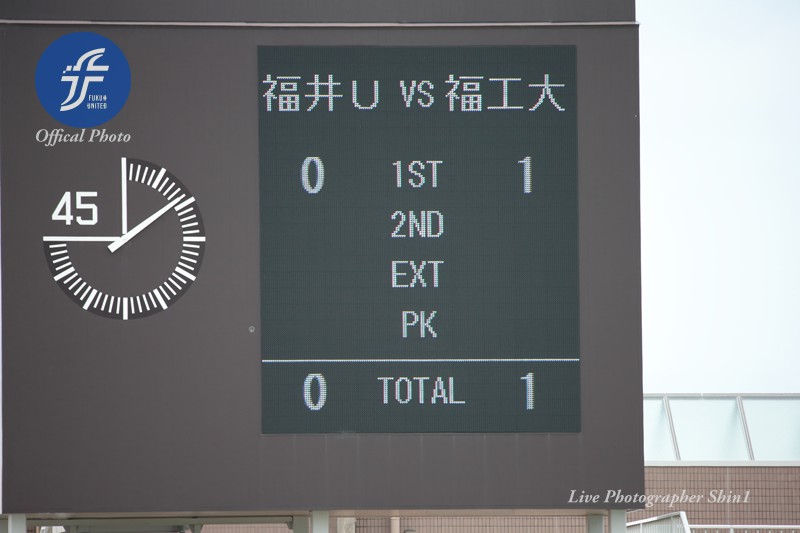 FUKUI
UNITED
Offical Photo
45
福井U VS 福工大
0 1ST 1
2ND
EXT
PK
0 TOTAL 1
Live Photographer Shin1